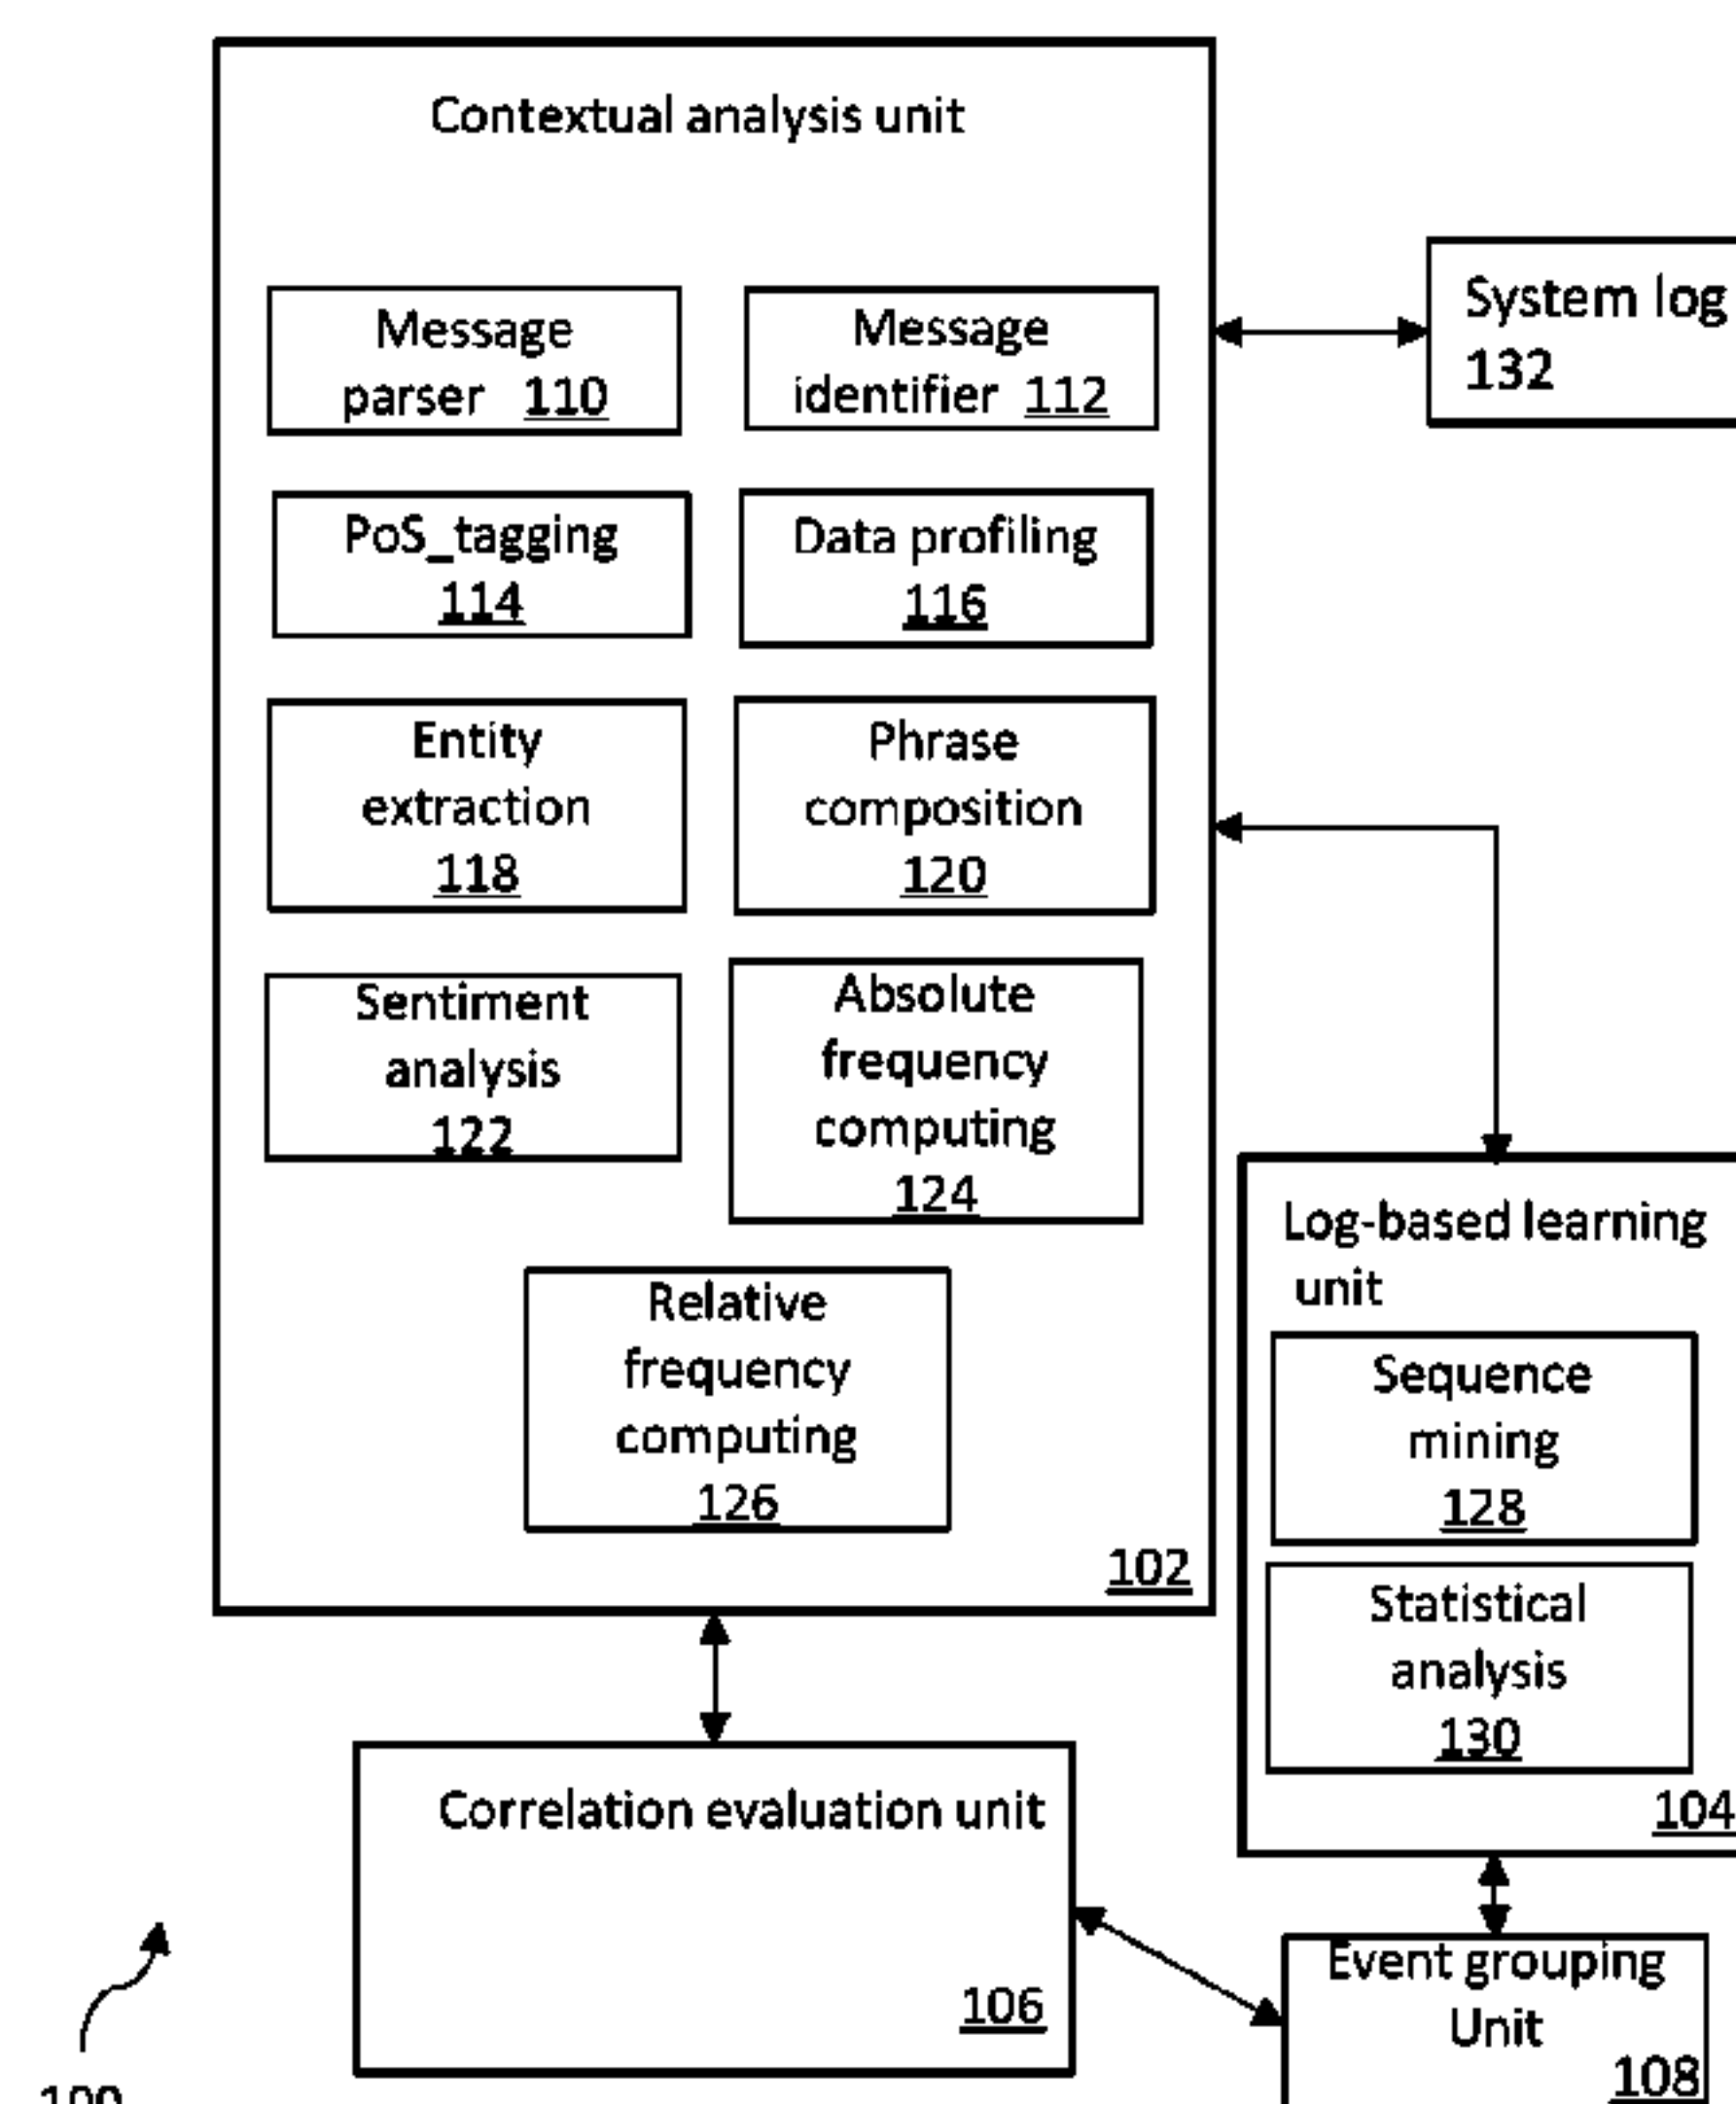 Contextual analysis unit
Message
parser 110
Message
identifier 112
System log
132
PoS_tagging
114
Data profiling
116
Entity
extraction
118
Phrase
composition
120
Sentiment
analysis
122
Absolute
frequency
computing
124
Relative
frequency
computing
126
102
Log-based learning
unit
Sequence
mining
128
Statistical
analysis
130
104
Correlation evaluation unit
106
Event grouping
Unit
108
100